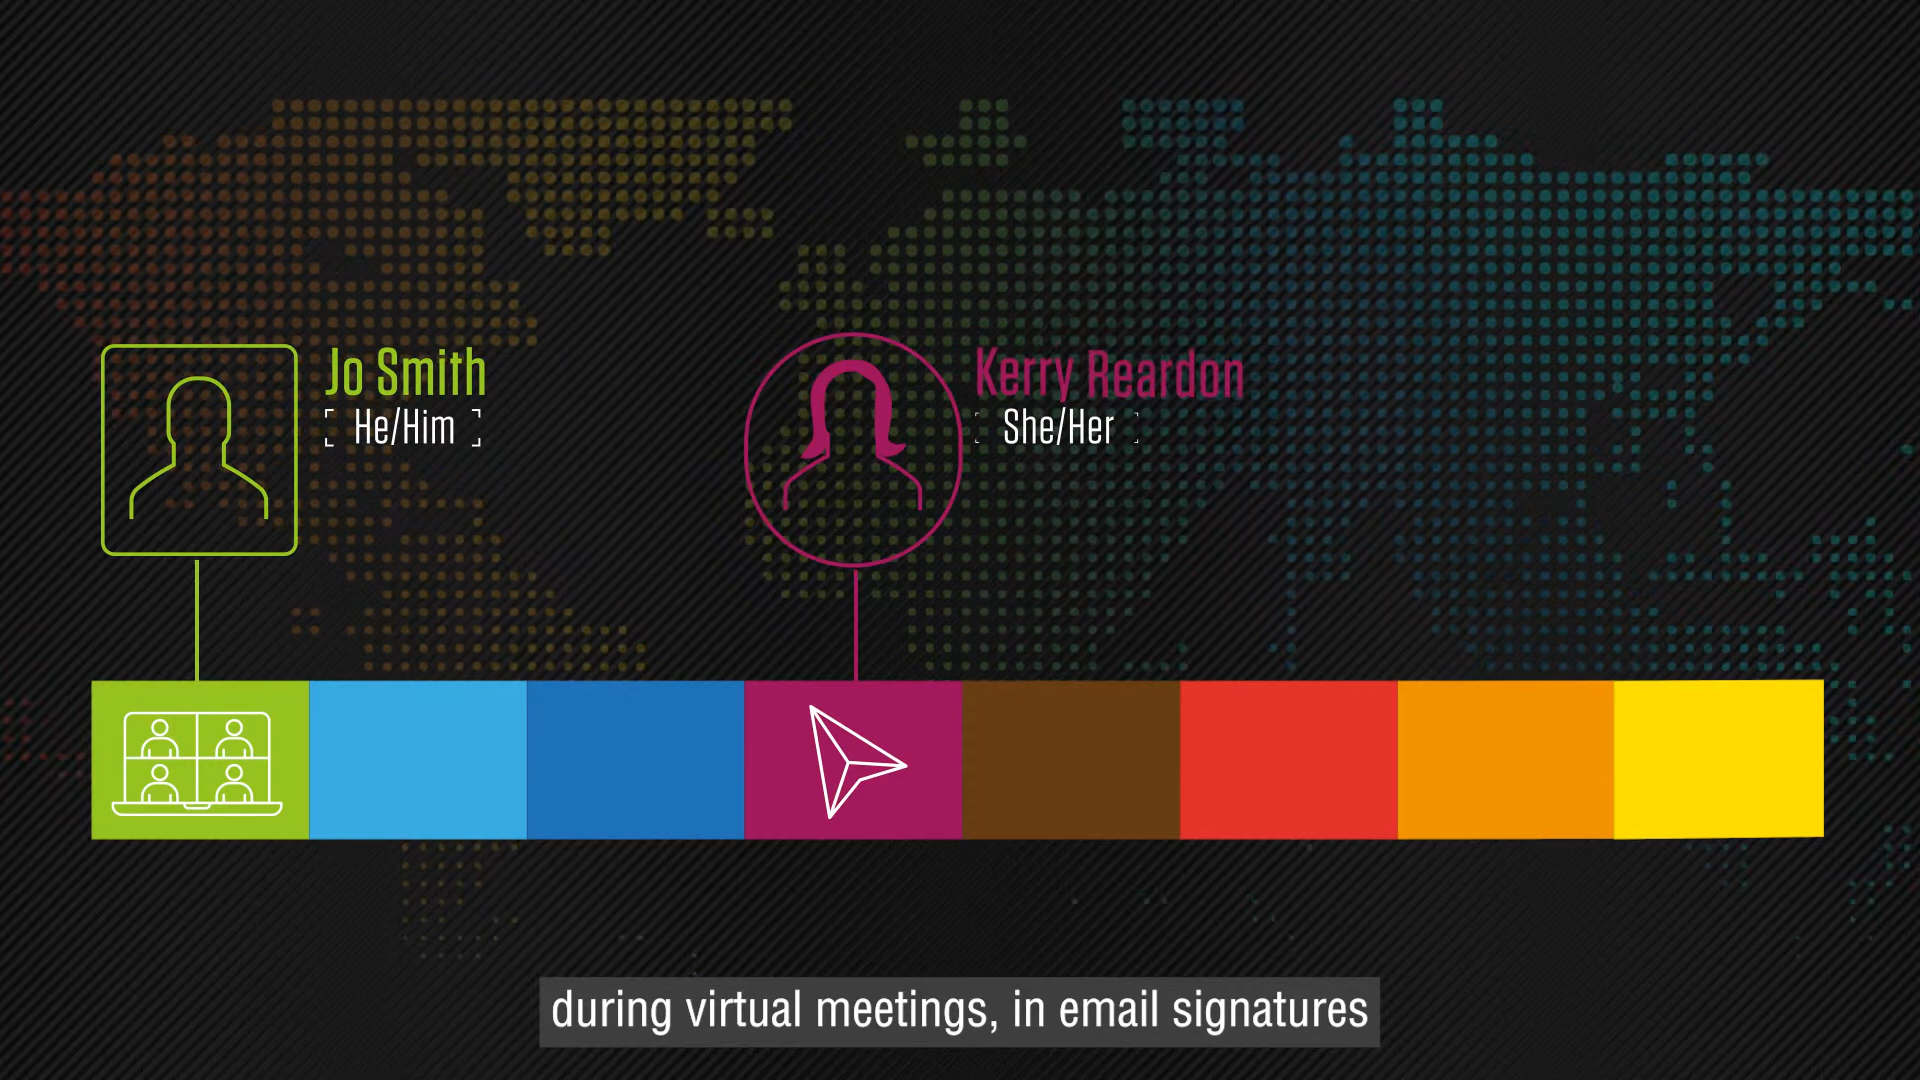 Jo Smith
He/Him
Kerry Reardon
She/Her
during virtual meetings, in email signatures